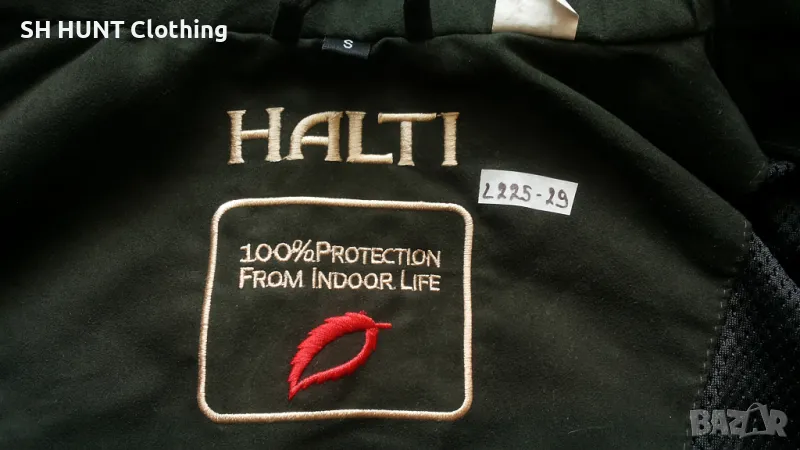 SH HUNT Clothing
S
HALTI
L225-29
100% PROTECTION
FROM INDOOR LIFE
BAZAR